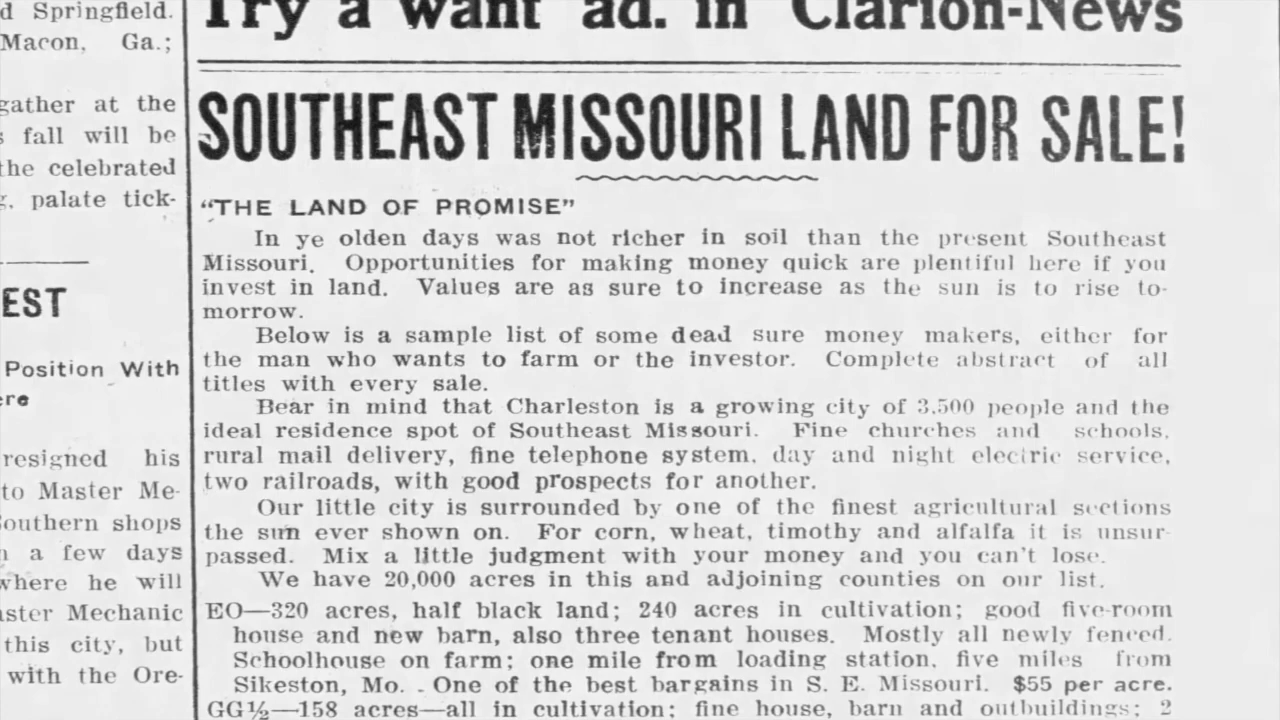 d Springfield.
Macon, Ga.;
gather at the
s fall will be
the celebrated
g, palate tick-
EST
Position With
ere
resigned his
to Master Me-
Southern shops
n a few days
where he will
aster Mechanic
this city, but
with the Ore-
Try a want ad. in Clarion-News
SOUTHEAST MISSOURI LAND FOR SALE!
"THE LAND OF PROMISE"
In ye olden days was not richer in soil than the present Southeast
Missouri. Opportunities for making money quick are plentiful here if you
invest in land. Values are as sure to increase as the sun is to rise to-
morrow.
Below is a sample list of some dead sure money makers, either for
the man who wants to farm or the investor. Complete abstract of all
titles with every sale.
Bear in mind that Charleston is a growing city of 3,500 people and the
ideal residence spot of Southeast Missouri. Fine churches and schools,
rural mail delivery, fine telephone system, day and night electric service,
two railroads, with good prospects for another.
Our little city is surrounded by one of the finest agricultural sections
the sun ever shown on. For corn, wheat, timothy and alfalfa it is unsur-
passed. Mix a little judgment with your money and you can't lose.
We have 20,000 acres in this and adjoining counties on our list.
EO—320 acres, half black land; 240 acres in cultivation; good five-room
house and new barn, also three tenant houses. Mostly all newly fenced.
Schoolhouse on farm; one mile from loading station, five miles from
Sikeston, Mo. One of the best bargains in S. E. Missouri. $55 per acre.
GG½—158 acres—all in cultivation; fine house, barn and outbuildings; 2